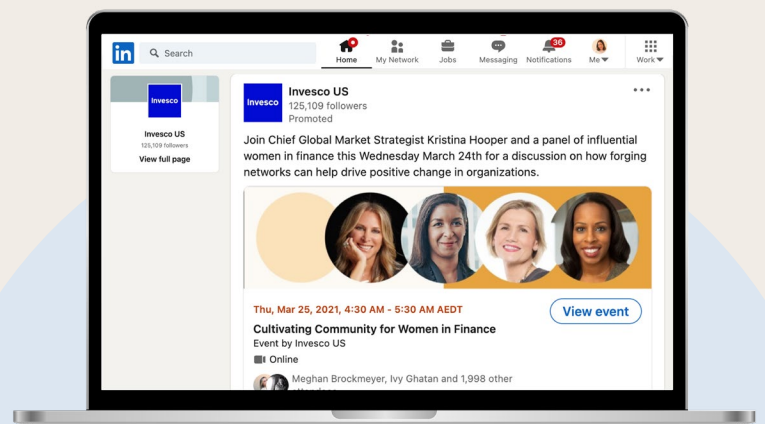 in
Search
36
Home
My Network
Jobs
Messaging
Notifications
Me
Work
Invesco
Invesco US
125,109 followers
View full page
Invesco
Invesco US
125,109 followers
Promoted
Join Chief Global Market Strategist Kristina Hooper and a panel of influential
women in finance this Wednesday March 24th for a discussion on how forging
networks can help drive positive change in organizations.
Thu, Mar 25, 2021, 4:30 AM - 5:30 AM AEDT
View event
Cultivating Community for Women in Finance
Event by Invesco US
Online
Meghan Brockmeyer, Ivy Ghatan and 1,998 other